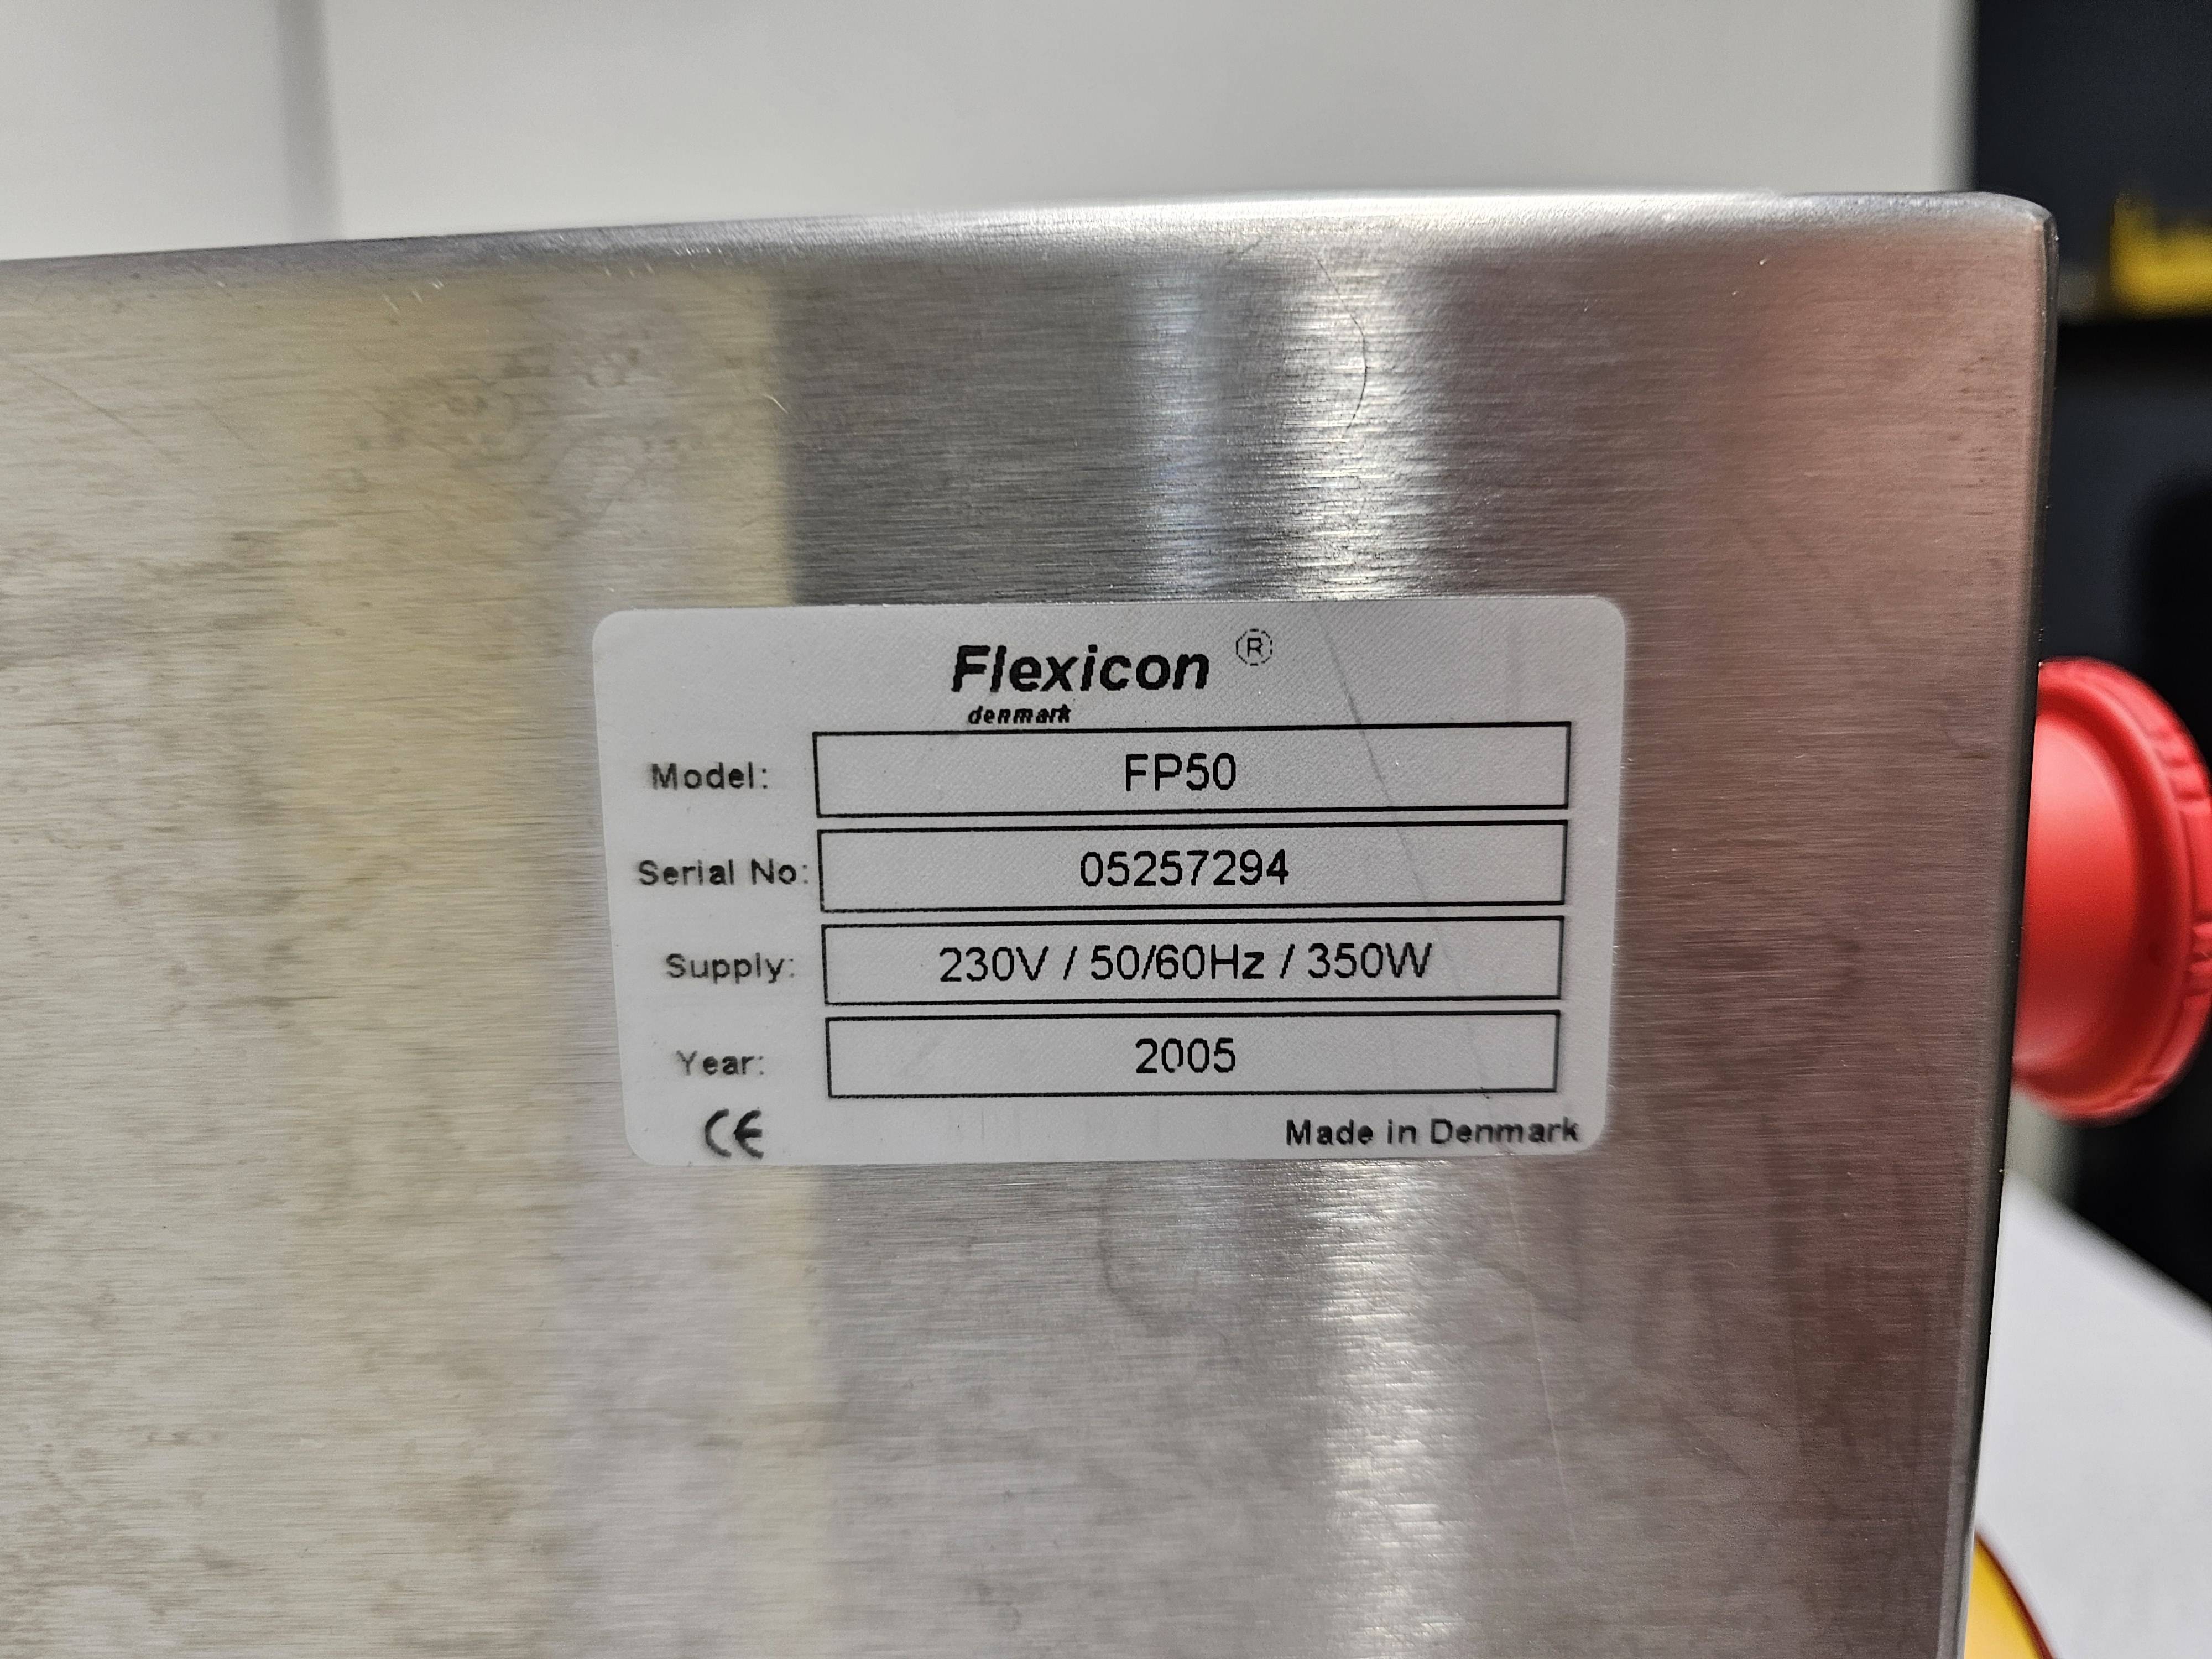 Flexicon ®
denmark
Model: FP50
Serial No: 05257294
Supply: 230V / 50/60Hz / 350W
Year: 2005
CE Made in Denmark